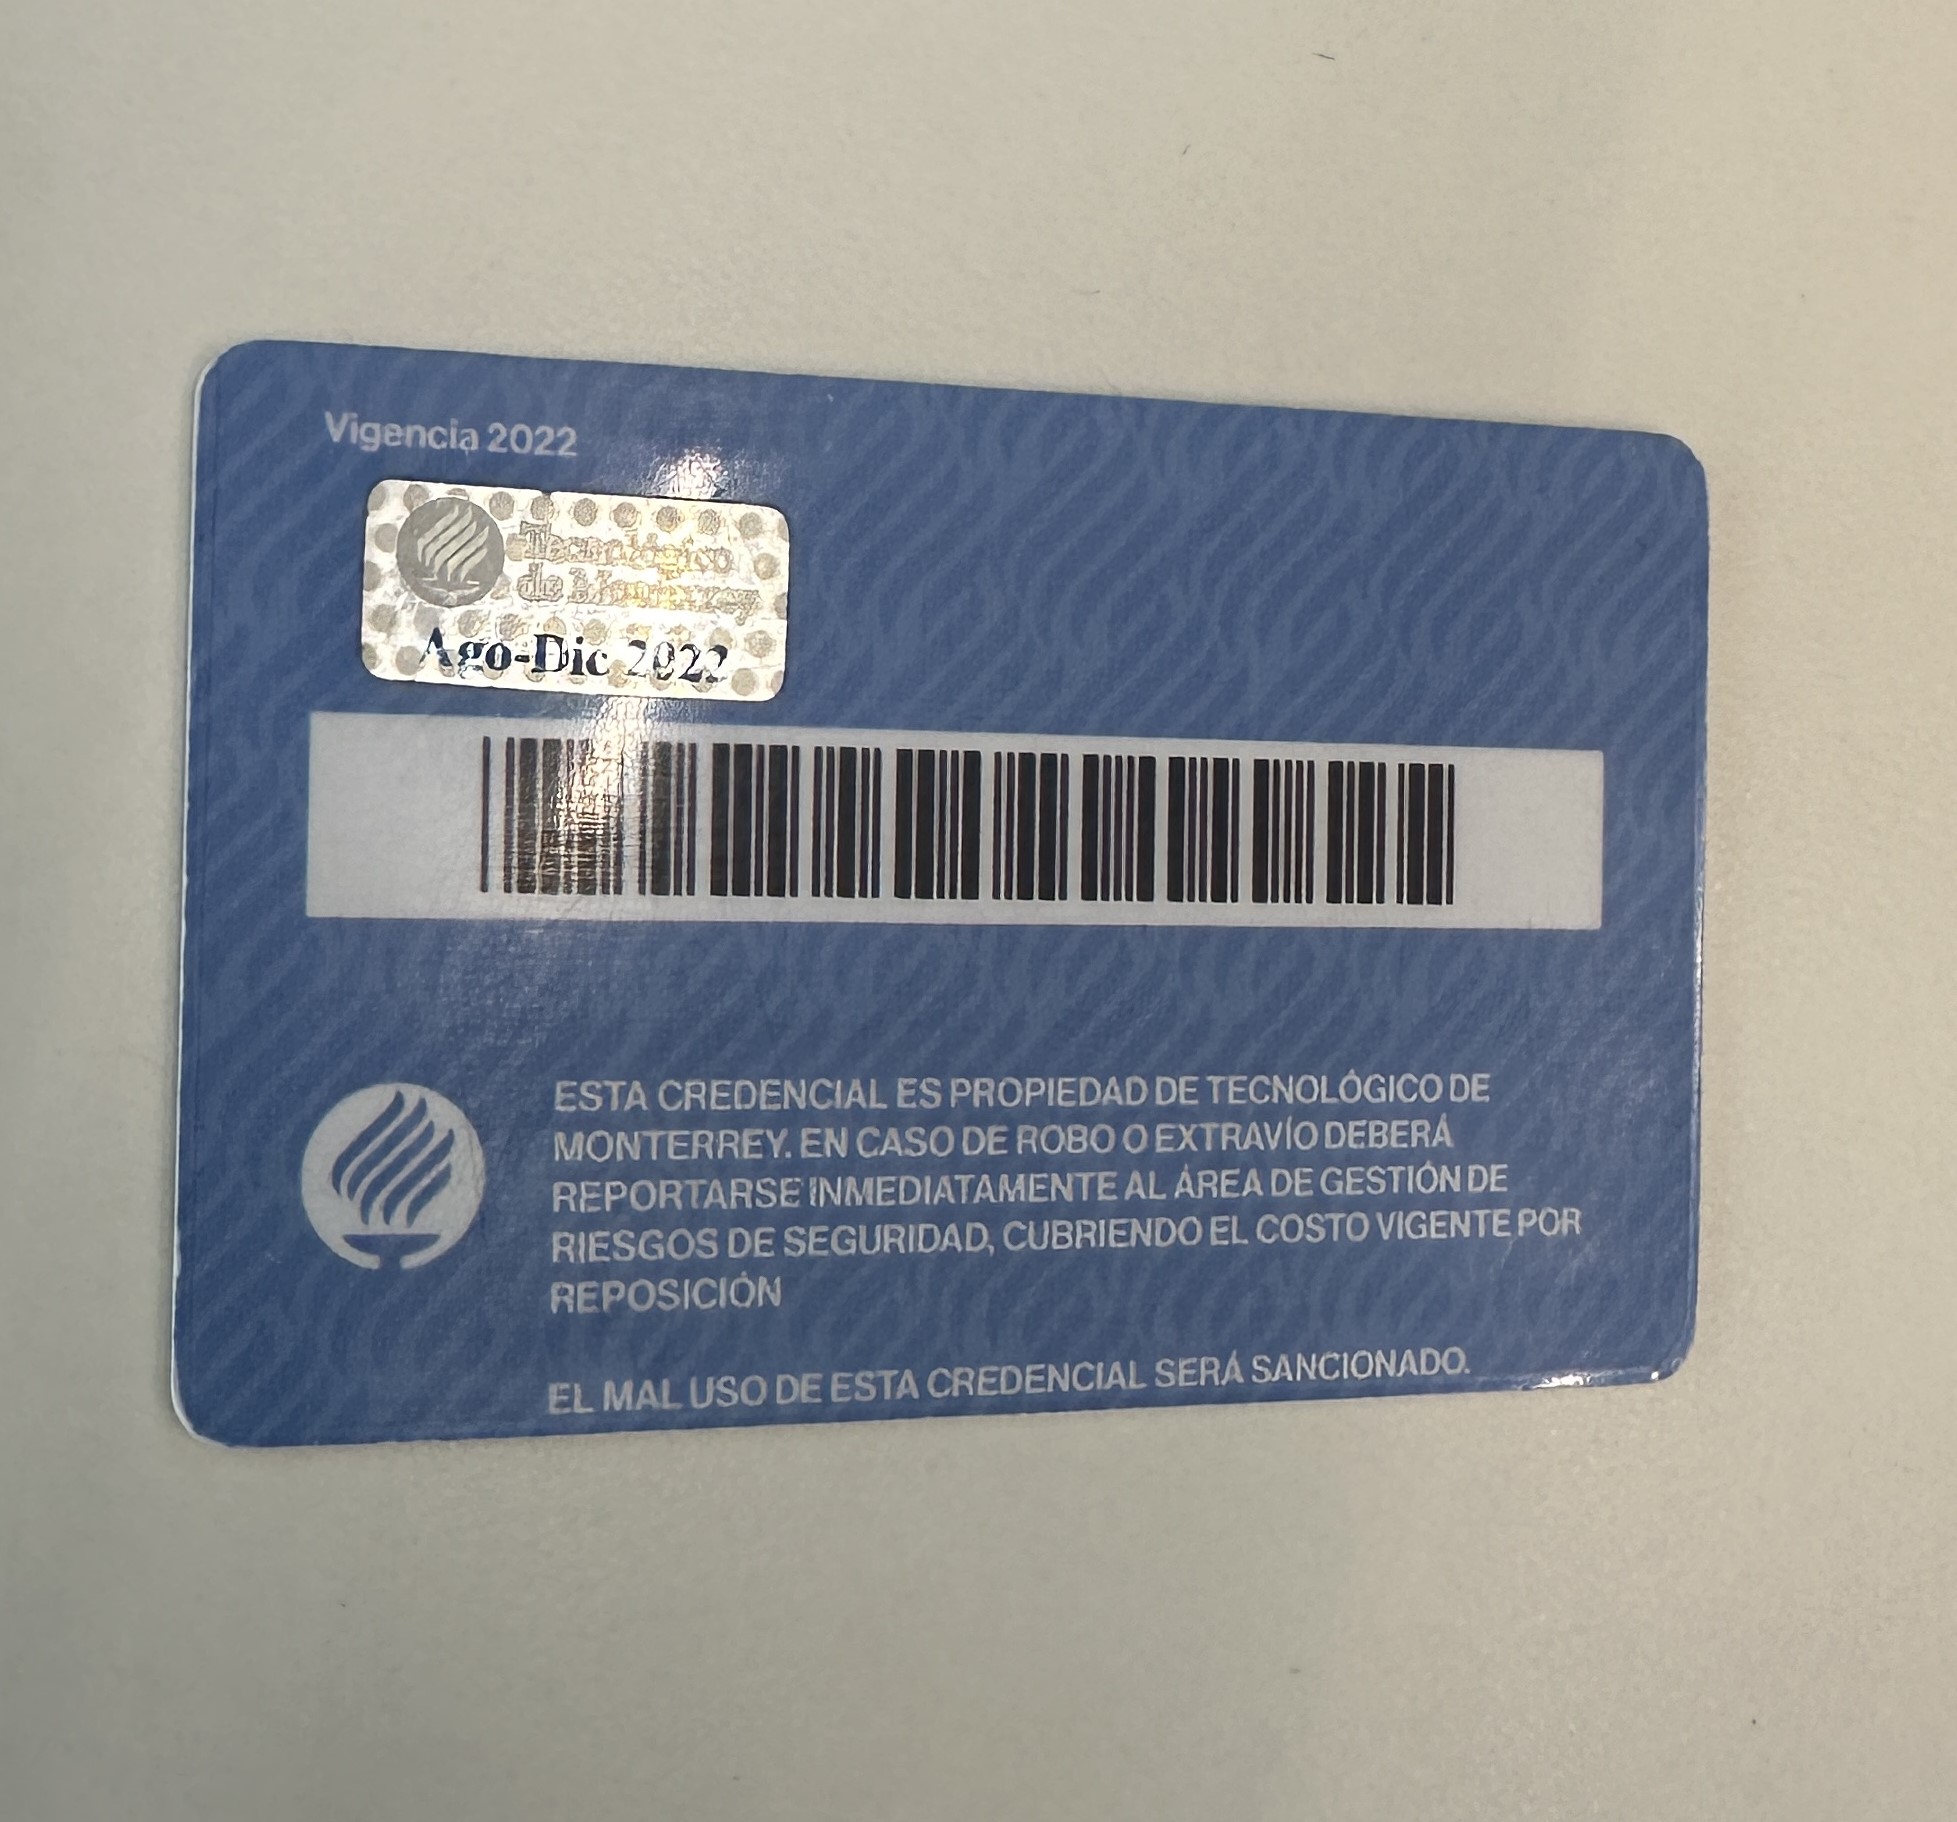 Vigencia 2022
Tecnológico
de Monterrey
Ago-Dic 2022
ESTA CREDENCIAL ES PROPIEDAD DE TECNOLÓGICO DE
MONTERREY. EN CASO DE ROBO O EXTRAVÍO DEBERÁ
REPORTARSE INMEDIATAMENTE AL ÁREA DE GESTIÓN DE
RIESGOS DE SEGURIDAD, CUBRIENDO EL COSTO VIGENTE POR
REPOSICIÓN
EL MAL USO DE ESTA CREDENCIAL SERÁ SANCIONADO.